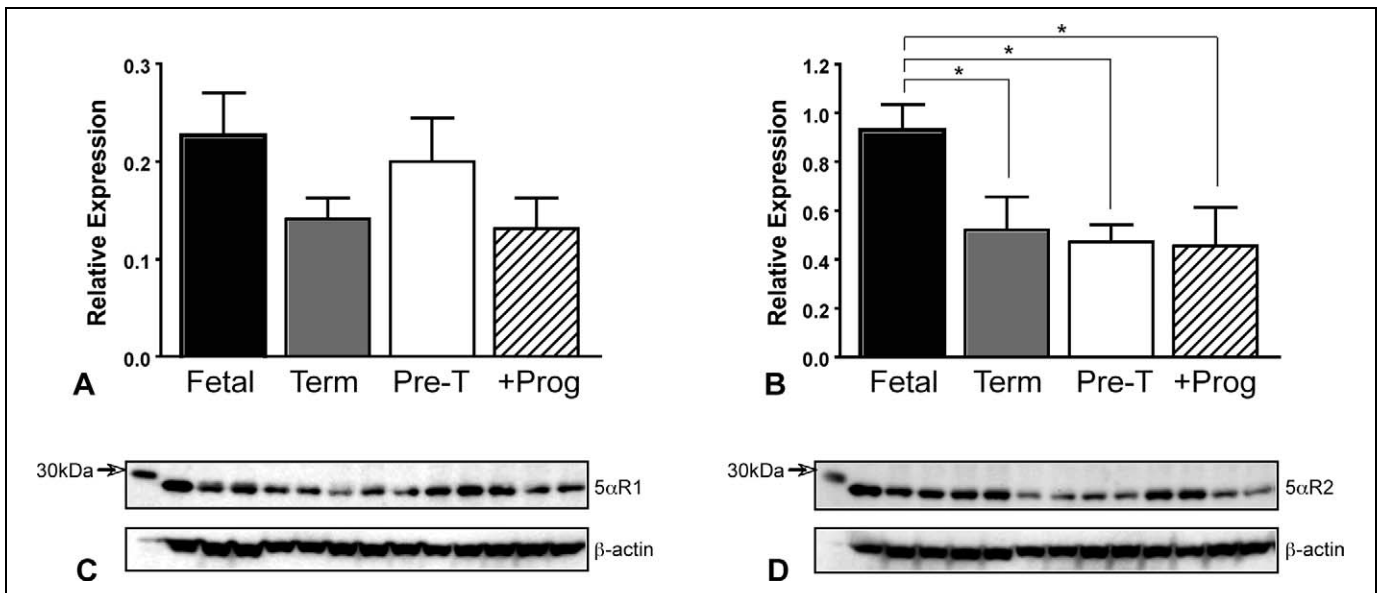 0.3
0.2
0.1
0.0
Relative Expression
Fetal Term Pre-T +Prog
A
* 
*
*
1.2
1.0
0.8
0.6
0.4
0.2
0.0
Relative Expression
Fetal Term Pre-T +Prog
B
30kDa
5αR1
β-actin
C
30kDa
5αR2
β-actin
D